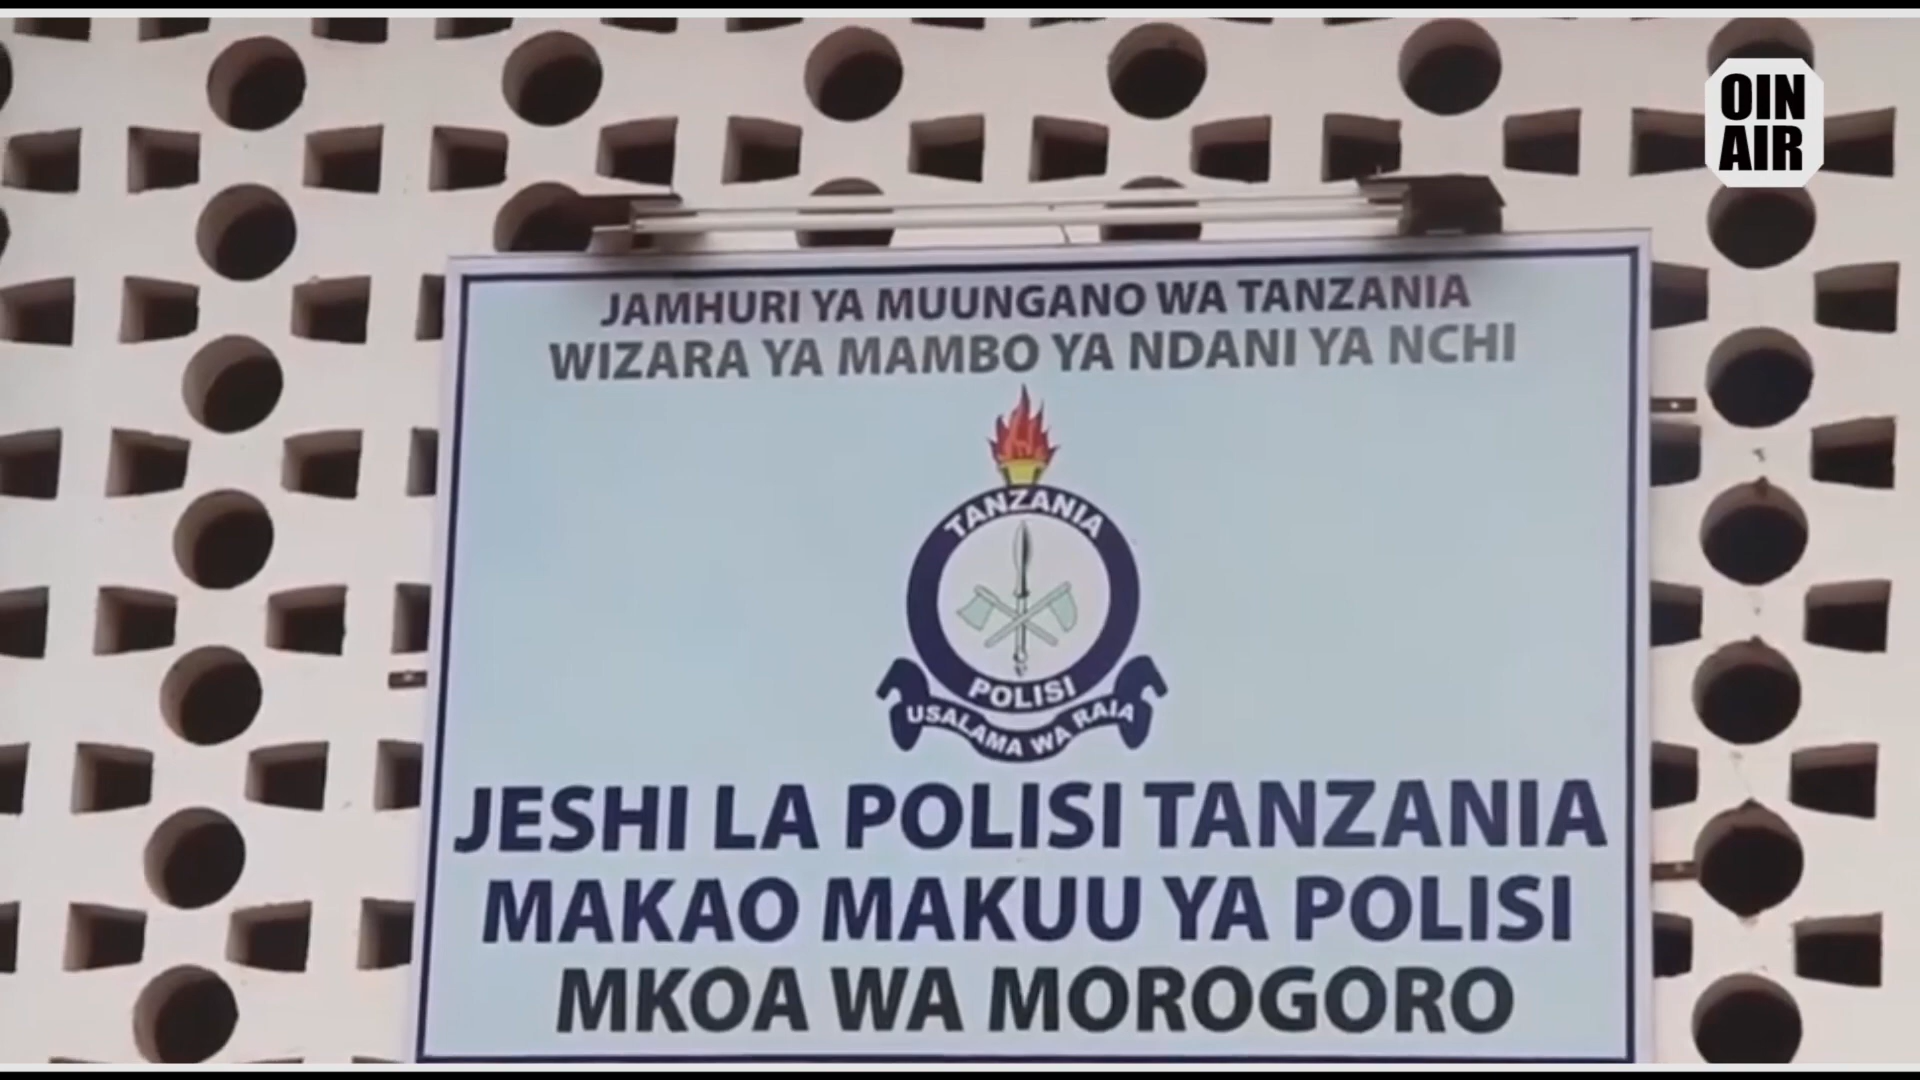 OIN
AIR
JAMHURI YA MUUNGANO WA TANZANIA
WIZARA YA MAMBO YA NDANI YA NCHI
TANZANIA
POLISI
USALAMA WA RAIA
JESHI LA POLISI TANZANIA
MAKAO MAKUU YA POLISI
MKOA WA MOROGORO